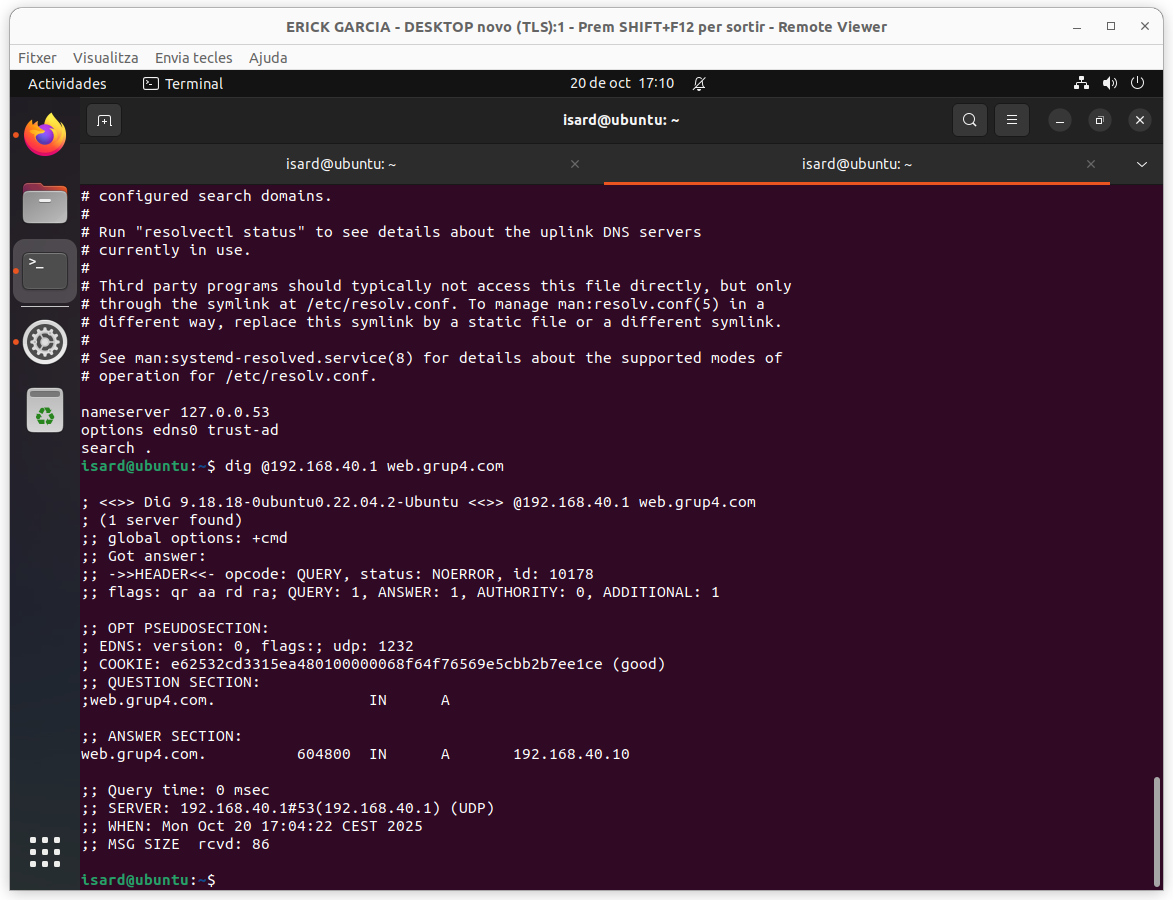 ERICK GARCIA - DESKTOP novo (TLS):1 - Prem SHIFT+F12 per sortir - Remote Viewer
Fitxer Visualitza Envia tecles Ajuda
Actividades Terminal 20 de oct 17:10
isard@ubuntu: ~
isard@ubuntu: ~ isard@ubuntu: ~
# configured search domains.
#
# Run "resolvectl status" to see details about the uplink DNS servers
# currently in use.
#
# Third party programs should typically not access this file directly, but only
# through the symlink at /etc/resolv.conf. To manage man:resolv.conf(5) in a
# different way, replace this symlink by a static file or a different symlink.
#
# See man:systemd-resolved.service(8) for details about the supported modes of
# operation for /etc/resolv.conf.
nameserver 127.0.0.53
options edns0 trust-ad
search .
isard@ubuntu:~$ dig @192.168.40.1 web.grup4.com
; <<>> DiG 9.18.18-0ubuntu0.22.04.2-Ubuntu <<>> @192.168.40.1 web.grup4.com
; (1 server found)
;; global options: +cmd
;; Got answer:
;; ->>HEADER<<- opcode: QUERY, status: NOERROR, id: 10178
;; flags: qr aa rd ra; QUERY: 1, ANSWER: 1, AUTHORITY: 0, ADDITIONAL: 1
;; OPT PSEUDOSECTION:
; EDNS: version: 0, flags:; udp: 1232
; COOKIE: e62532cd3315ea480100000068f64f76569e5cbb2b7ee1ce (good)
;; QUESTION SECTION:
;web.grup4.com. IN A
;; ANSWER SECTION:
web.grup4.com. 604800 IN A 192.168.40.10
;; Query time: 0 msec
;; SERVER: 192.168.40.1#53(192.168.40.1) (UDP)
;; WHEN: Mon Oct 20 17:04:22 CEST 2025
;; MSG SIZE rcvd: 86
isard@ubuntu:~$